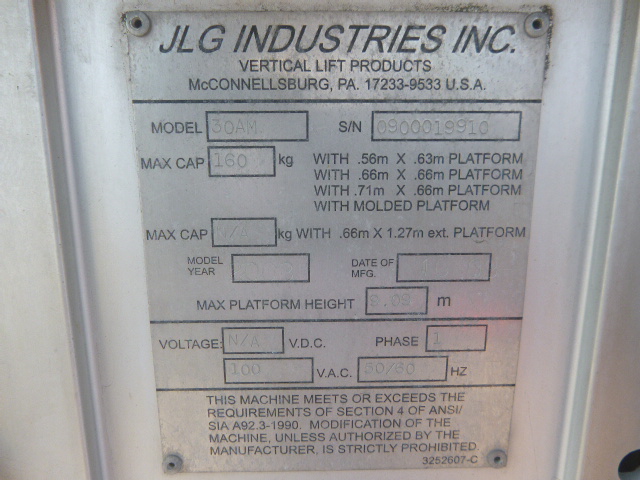 JLG INDUSTRIES INC.
VERTICAL LIFT PRODUCTS
McCONNELLSBURG, PA. 17233-9533 U.S.A.
MODEL 30AM S/N 0900019910
MAX CAP 160 kg WITH .56m X .63m PLATFORM
WITH .66m X .66m PLATFORM
WITH .71m X .66m PLATFORM
WITH MOLDED PLATFORM
MAX CAP N/A kg WITH .66m X 1.27m ext. PLATFORM
MODEL YEAR DATE OF MFG.
MAX PLATFORM HEIGHT 9.09 m
VOLTAGE: N/A V.D.C. PHASE 1
100 V.A.C. 50/60 HZ
THIS MACHINE MEETS OR EXCEEDS THE
REQUIREMENTS OF SECTION 4 OF ANSI/
SIA A92.3-1990. MODIFICATION OF THE
MACHINE, UNLESS AUTHORIZED BY THE
MANUFACTURER, IS STRICTLY PROHIBITED.
3252607-C